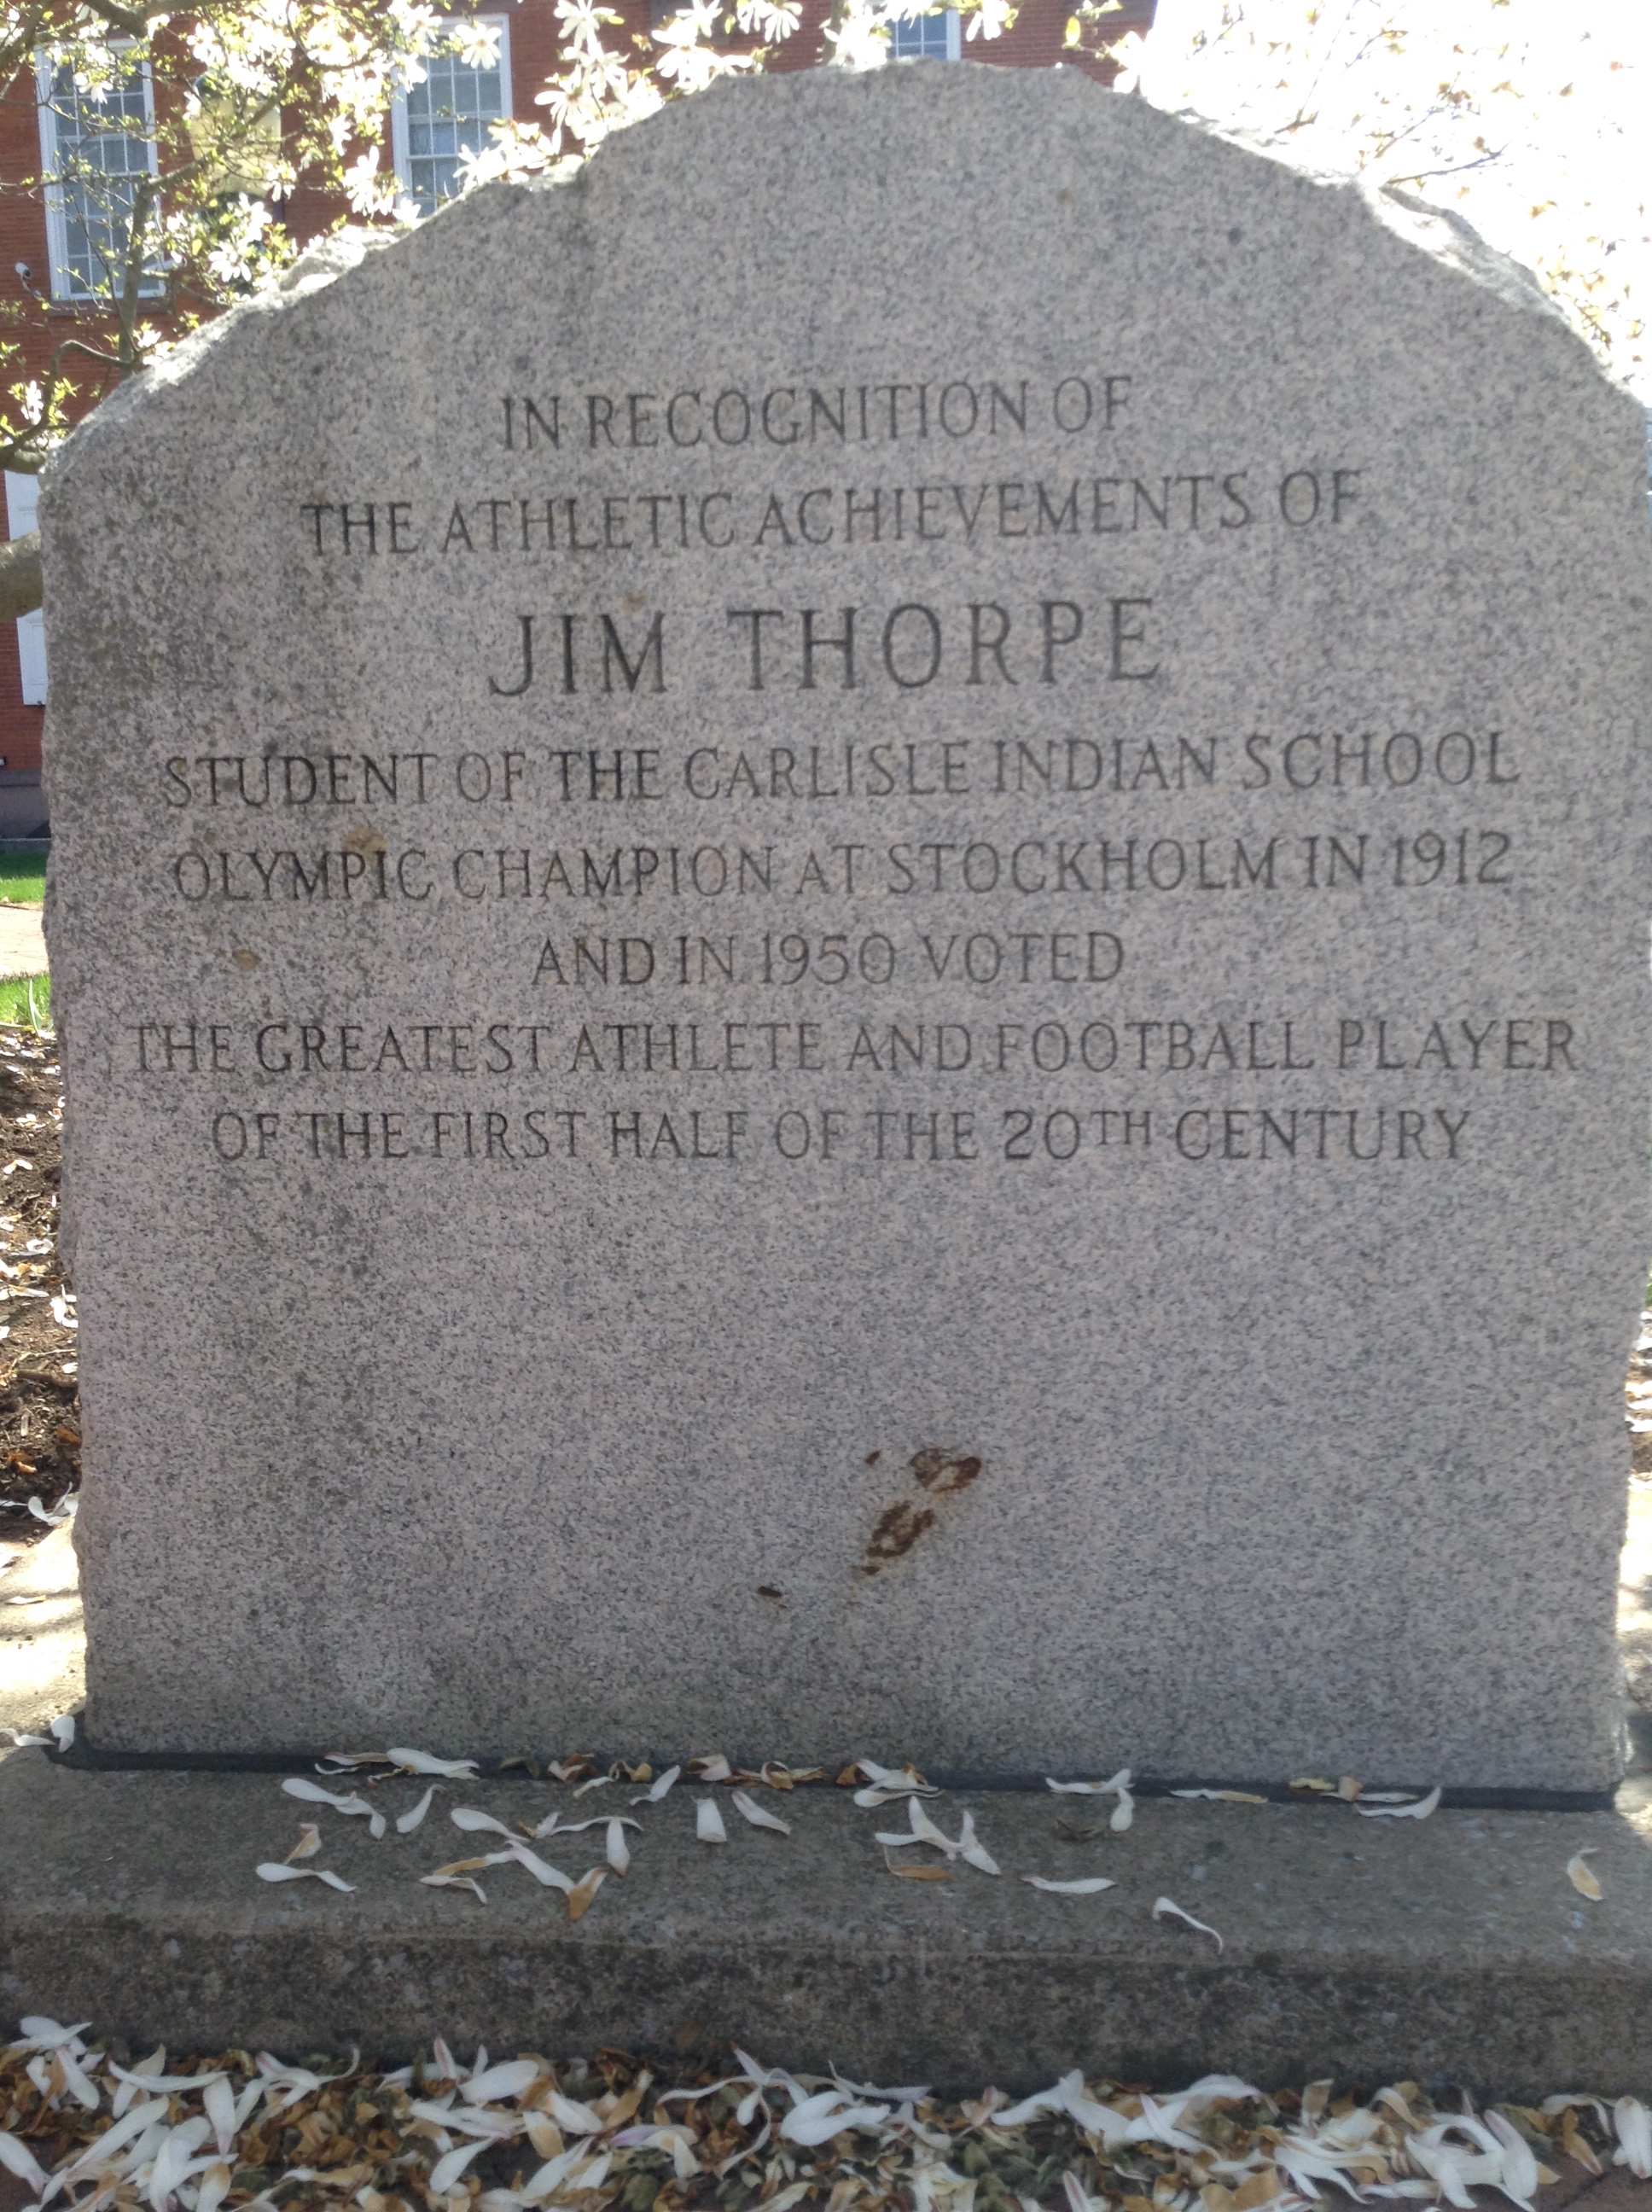 IN RECOGNITION OF
THE ATHLETIC ACHIEVEMENTS OF
JIM THORPE
STUDENT OF THE CARLISLE INDIAN SCHOOL
OLYMPIC CHAMPION AT STOCKHOLM IN 1912
AND IN 1950 VOTED
THE GREATEST ATHLETE AND FOOTBALL PLAYER
OF THE FIRST HALF OF THE 20TH CENTURY